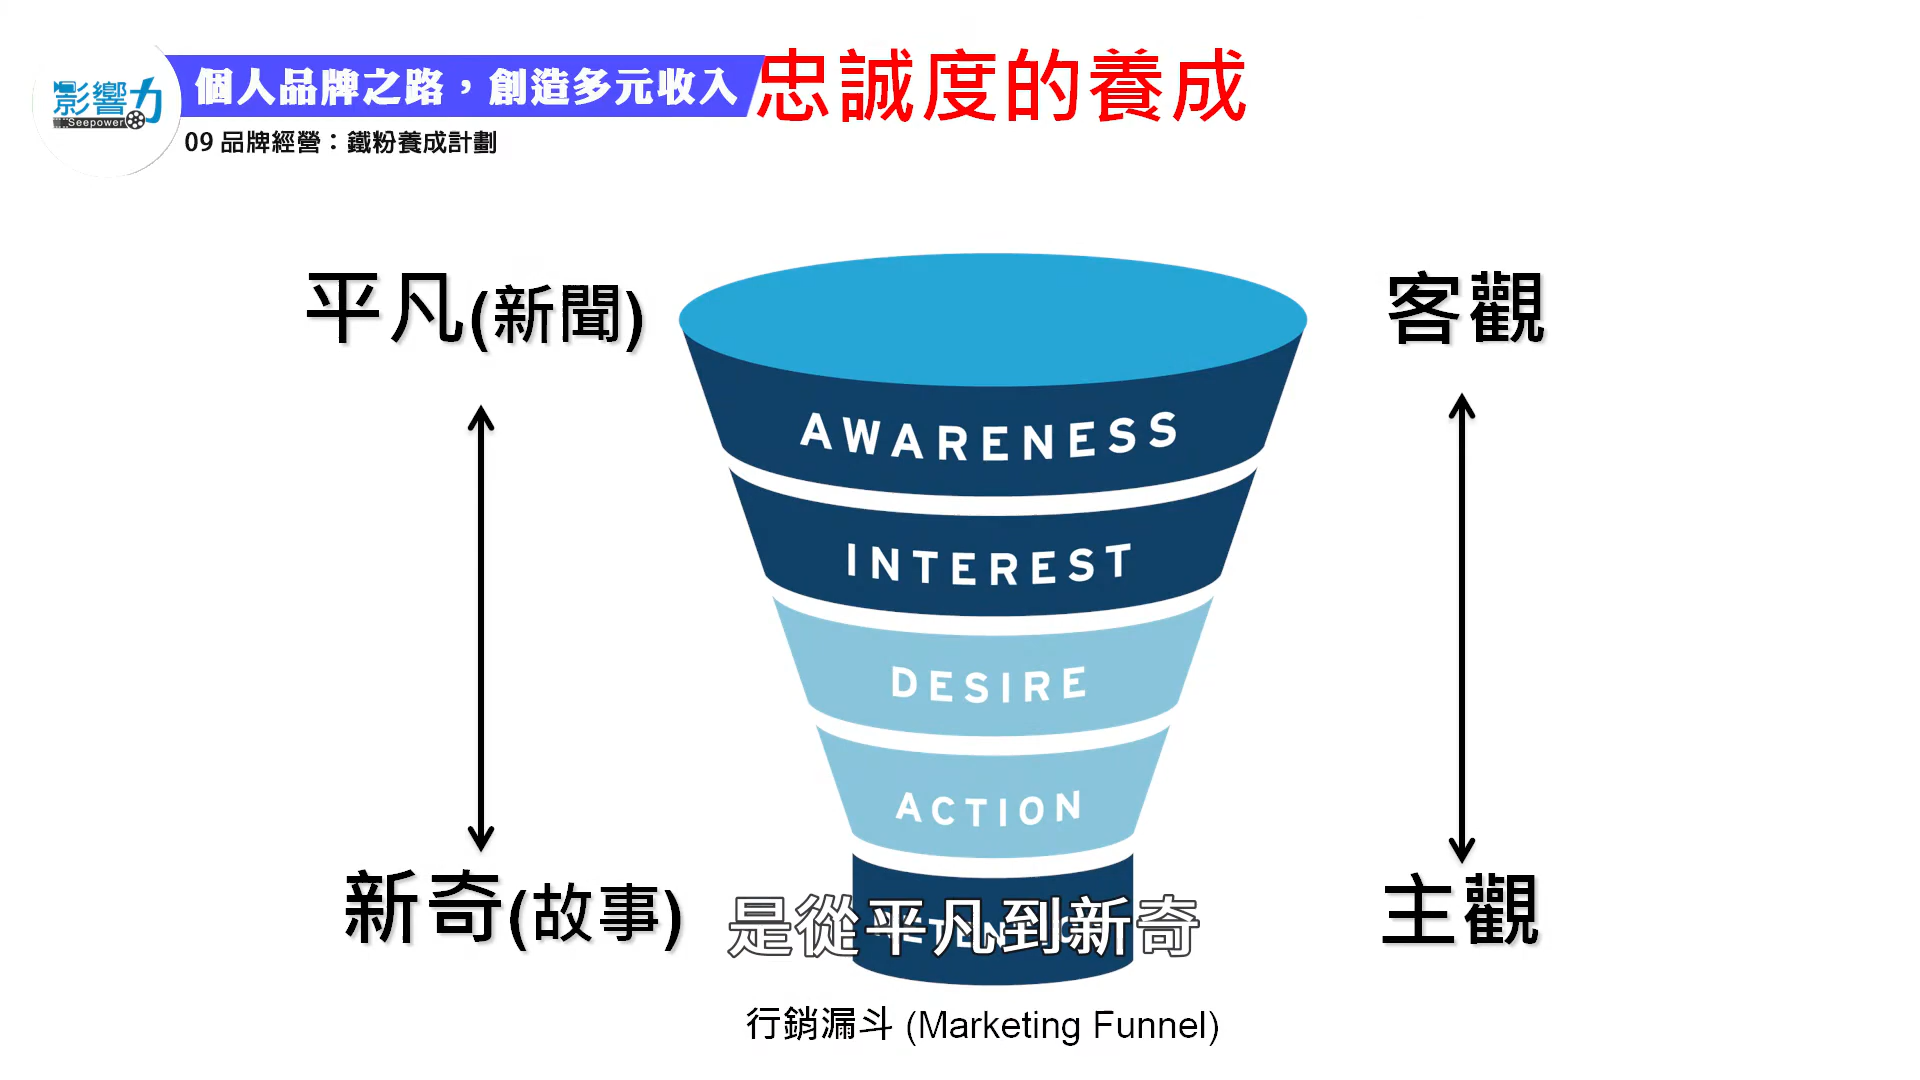 影響力
Seepower
個人品牌之路，創造多元收入
忠誠度的養成
09 品牌經營：鐵粉養成計劃
平凡(新聞)
客觀
AWARENESS
INTEREST
DESIRE
ACTION
新奇(故事)
是從平凡到新奇
主觀
行銷漏斗 (Marketing Funnel)